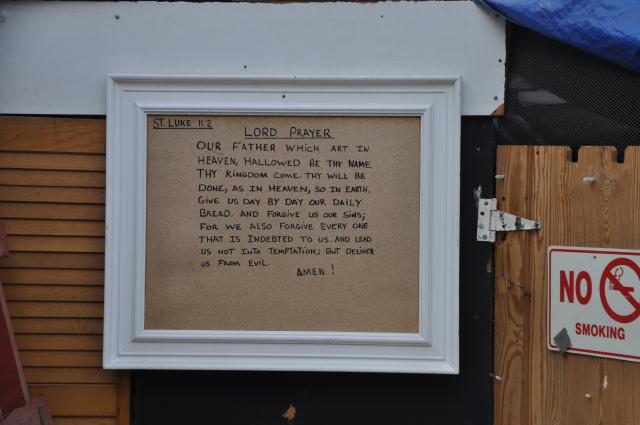 ST. LUKE 11:2
LORD PRAYER
OUR FATHER WHICH ART IN
HEAVEN, HALLOWED BE THY NAME.
THY KINGDOM COME. THY WILL BE
DONE, AS IN HEAVEN, SO IN EARTH.
GIVE US DAY BY DAY OUR DAILY
BREAD. AND FORGIVE US OUR SINS;
FOR WE ALSO FORGIVE EVERY ONE
THAT IS INDEBTED TO US. AND LEAD
US NOT INTO TEMPTATION; BUT DELIVER
US FROM EVIL.
AMEN!
NO
SMOKING